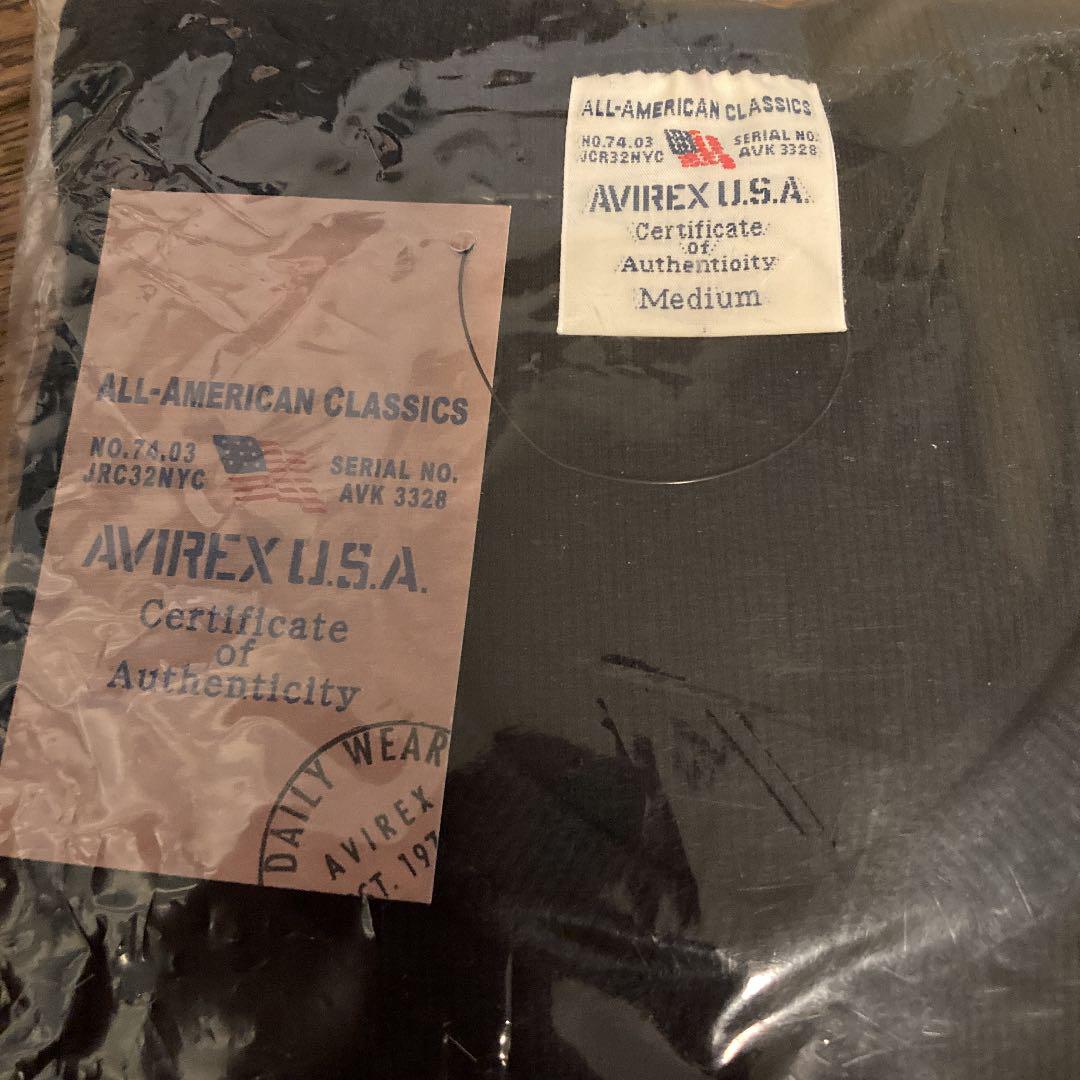 ALL-AMERICAN CLASSICS
NO.74.03
JCR32NYC
SERIAL NO.
AVK 3328
AVIREX U.S.A.
Certificate
of
Authentioity
Medium
ALL-AMERICAN CLASSICS
NO.74.03
JRC32NYC
SERIAL NO.
AVK 3328
AVIREX U.S.A.
Certificate
of
Authenticity
DAILY WEAR
AVIREX